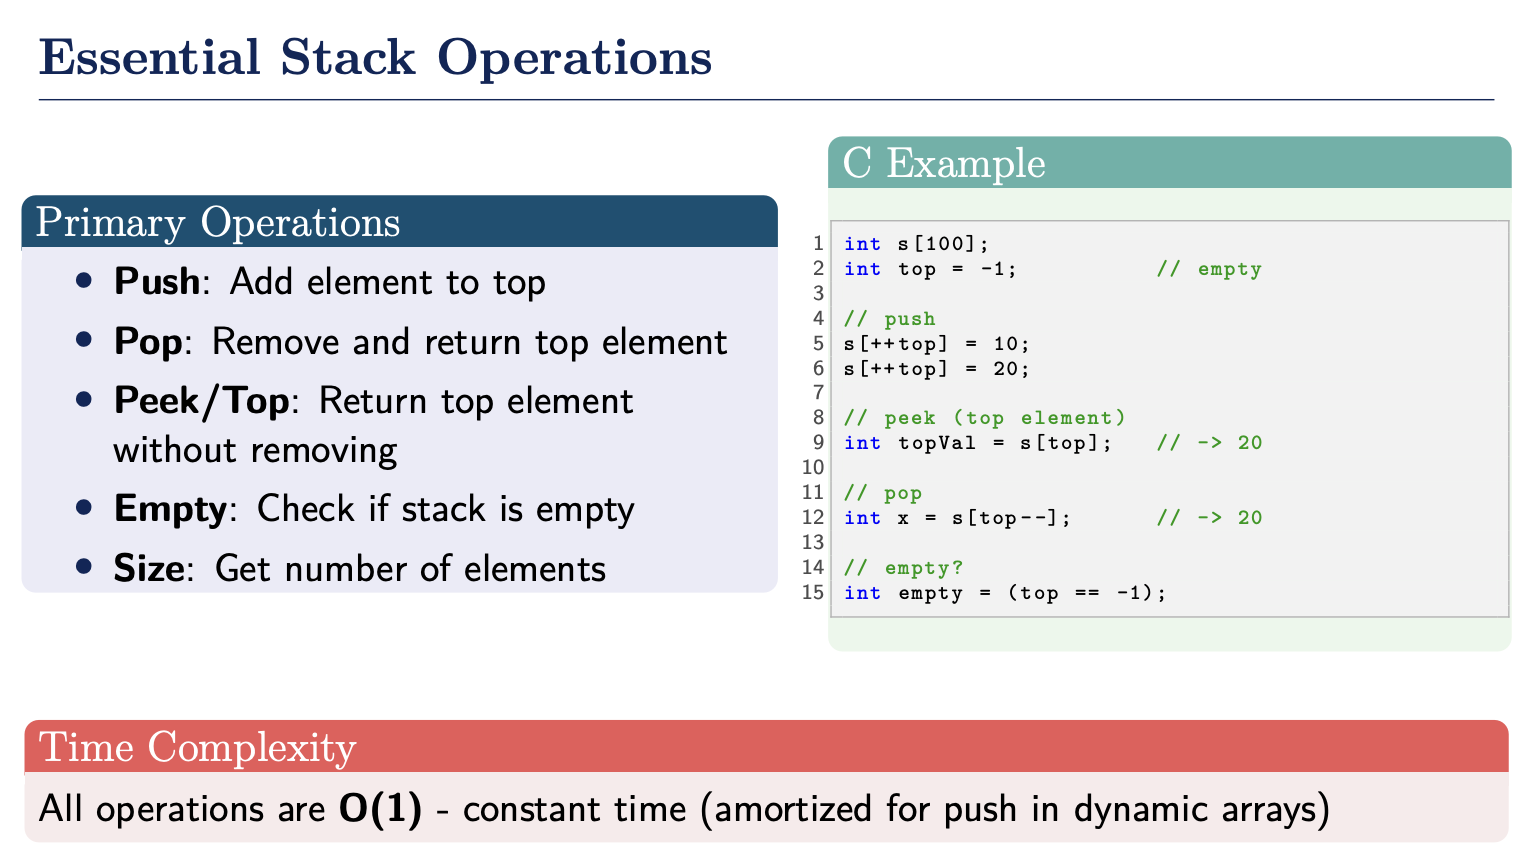 Essential Stack Operations
Primary Operations
• Push: Add element to top
• Pop: Remove and return top element
• Peek/Top: Return top element
without removing
• Empty: Check if stack is empty
• Size: Get number of elements
C Example
1 int s[100];
2 int top = -1; // empty
3
4 // push
5 s[++top] = 10;
6 s[++top] = 20;
7
8 // peek (top element)
9 int topVal = s[top]; // -> 20
10
11 // pop
12 int x = s[top--]; // -> 20
13
14 // empty?
15 int empty = (top == -1);
Time Complexity
All operations are O(1) - constant time (amortized for push in dynamic arrays)